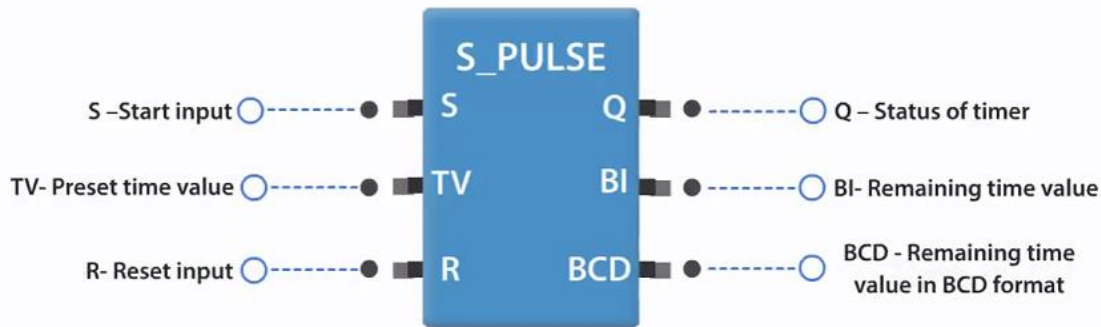 S_PULSE
S –Start input
S
Q
Q – Status of timer
TV- Preset time value
TV
BI
BI- Remaining time value
R- Reset input
R
BCD
BCD - Remaining time
value in BCD format